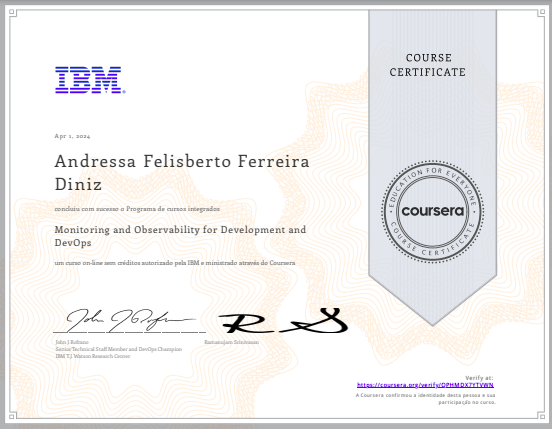 IBM
COURSE
CERTIFICATE
Apr 1, 2024
Andressa Felisberto Ferreira
Diniz
concluiu com sucesso o Programa de cursos integrados
Monitoring and Observability for Development and
DevOps
um curso on-line sem créditos autorizado pela IBM e ministrado através do Coursera
EDUCATION FOR EVERYONE
coursera
COURSE CERTIFICATE
John J Rofrano
Senior Technical Staff Member and DevOps Champion
IBM T.J Watson Research Center
Ramanujam Srinivasan
Verify at:
https://coursera.org/verify/QPHMDX7YTVWN
A Coursera confirmou a identidade desta pessoa e sua
participação no curso.